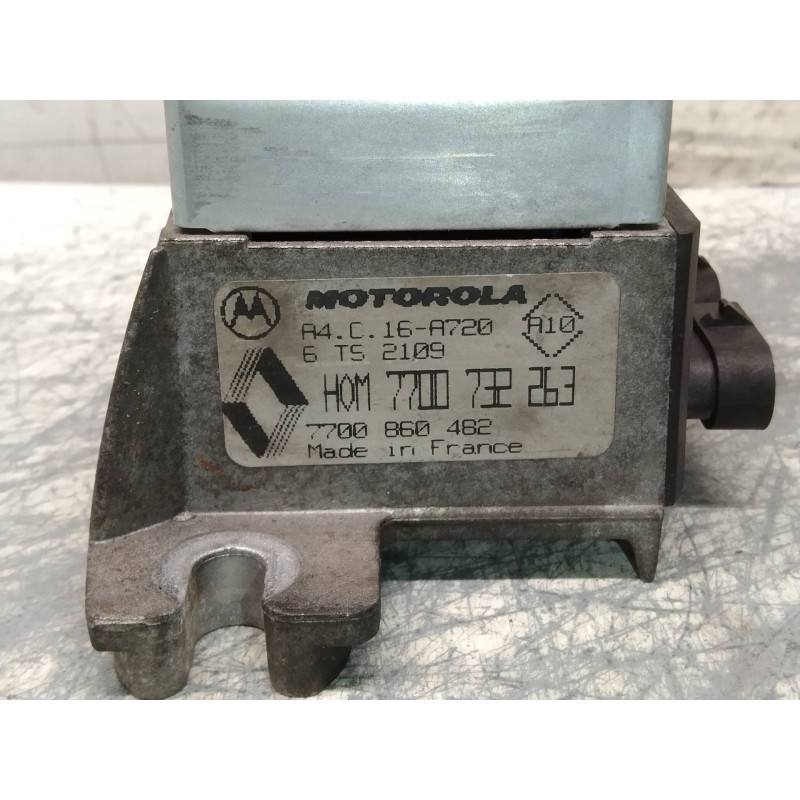 MOTOROLA
A4.C.16-A720
A10
6 TS 2109
HOM 7700 732 263
7700 860 482
Made in France